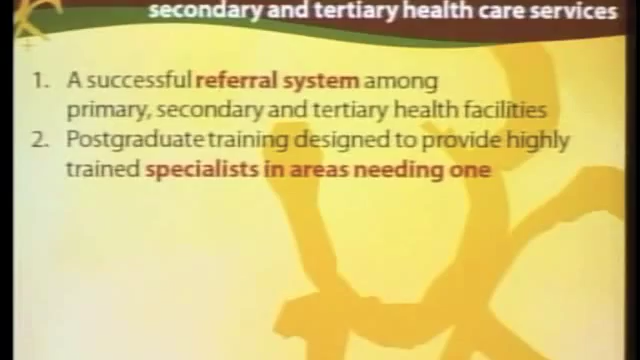 secondary and tertiary health care services
1. A successful referral system among
primary, secondary and tertiary health facilities
2. Postgraduate training designed to provide highly
trained specialists in areas needing one